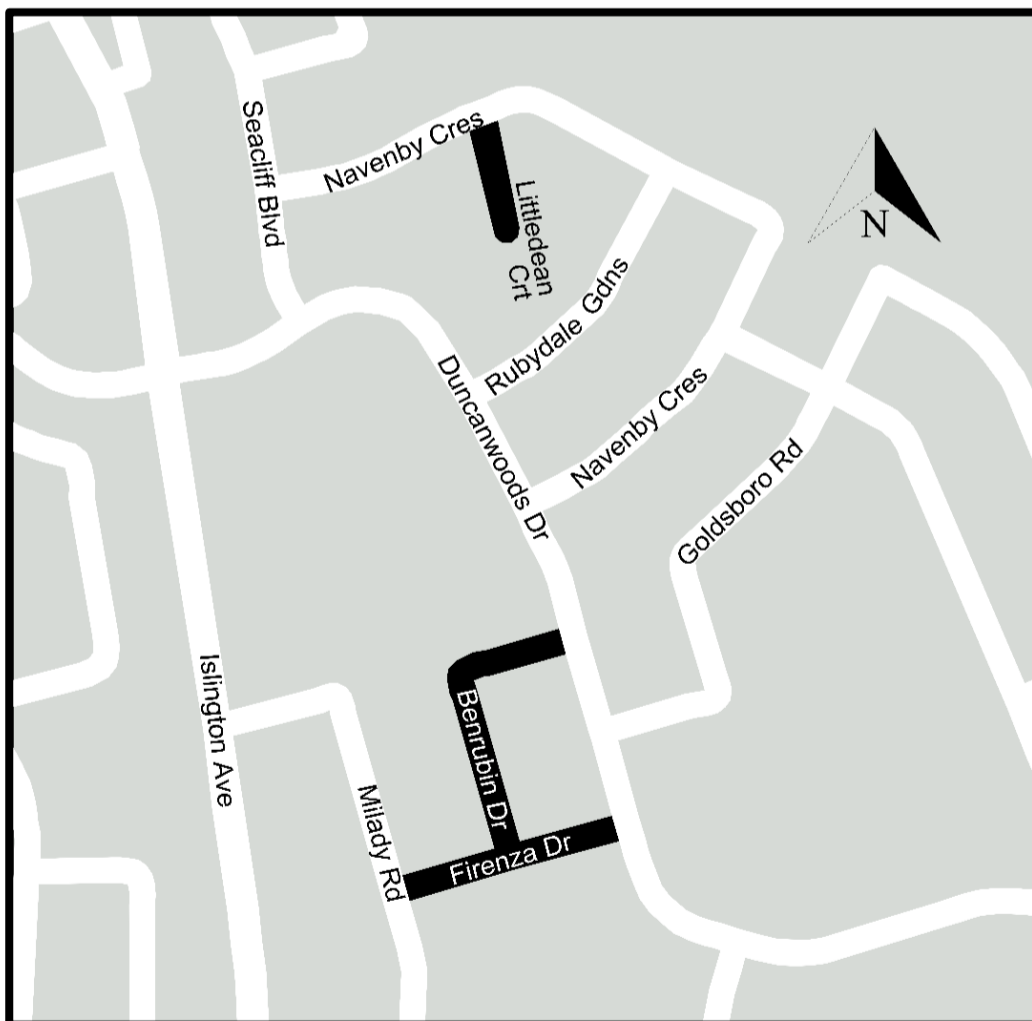 Seacliff Blvd
Navenby Cres
Littledean
Crt
N
Rubydale Gdns
Duncanwoods Dr
Navenby Cres
Goldsboro Rd
Islington Ave
Benrubin Dr
Milady Rd
Firenza Dr